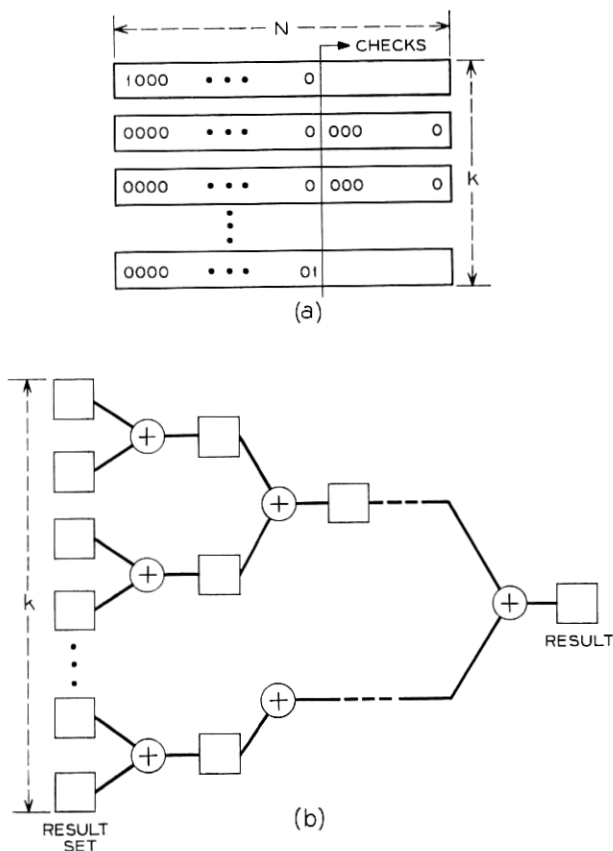 N
CHECKS
1000 ••• 0
0000 ••• 0 000 0
0000 ••• 0 000 0
k
0000 ••• 01
(a)
+
+
+
k
+
RESULT
+
+
(b)
RESULT
SET